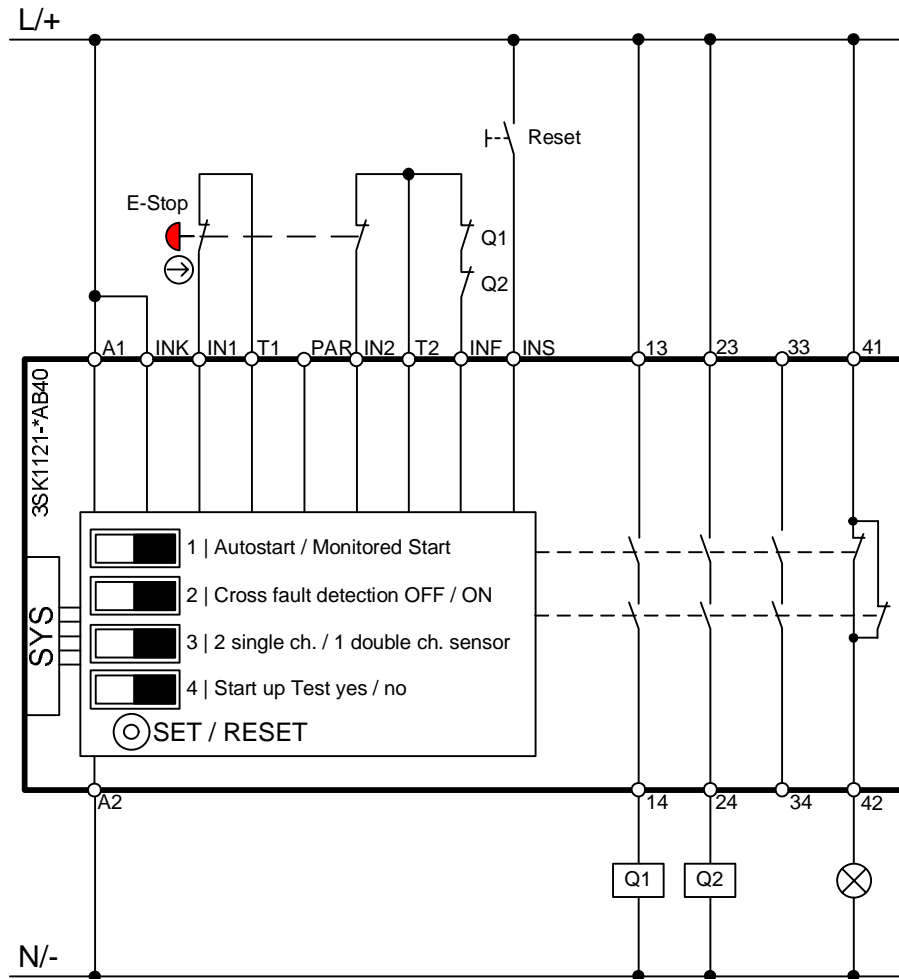 L/+
Reset
E-Stop
Q1
Q2
A1 INK IN1 T1 PAR IN2 T2 INF INS 13 23 33 41
3SK1121-*AB40
1 | Autostart / Monitored Start
2 | Cross fault detection OFF / ON
3 | 2 single ch. / 1 double ch. sensor
4 | Start up Test yes / no
SYS
SET / RESET
A2 14 24 34 42
Q1 Q2
N/-